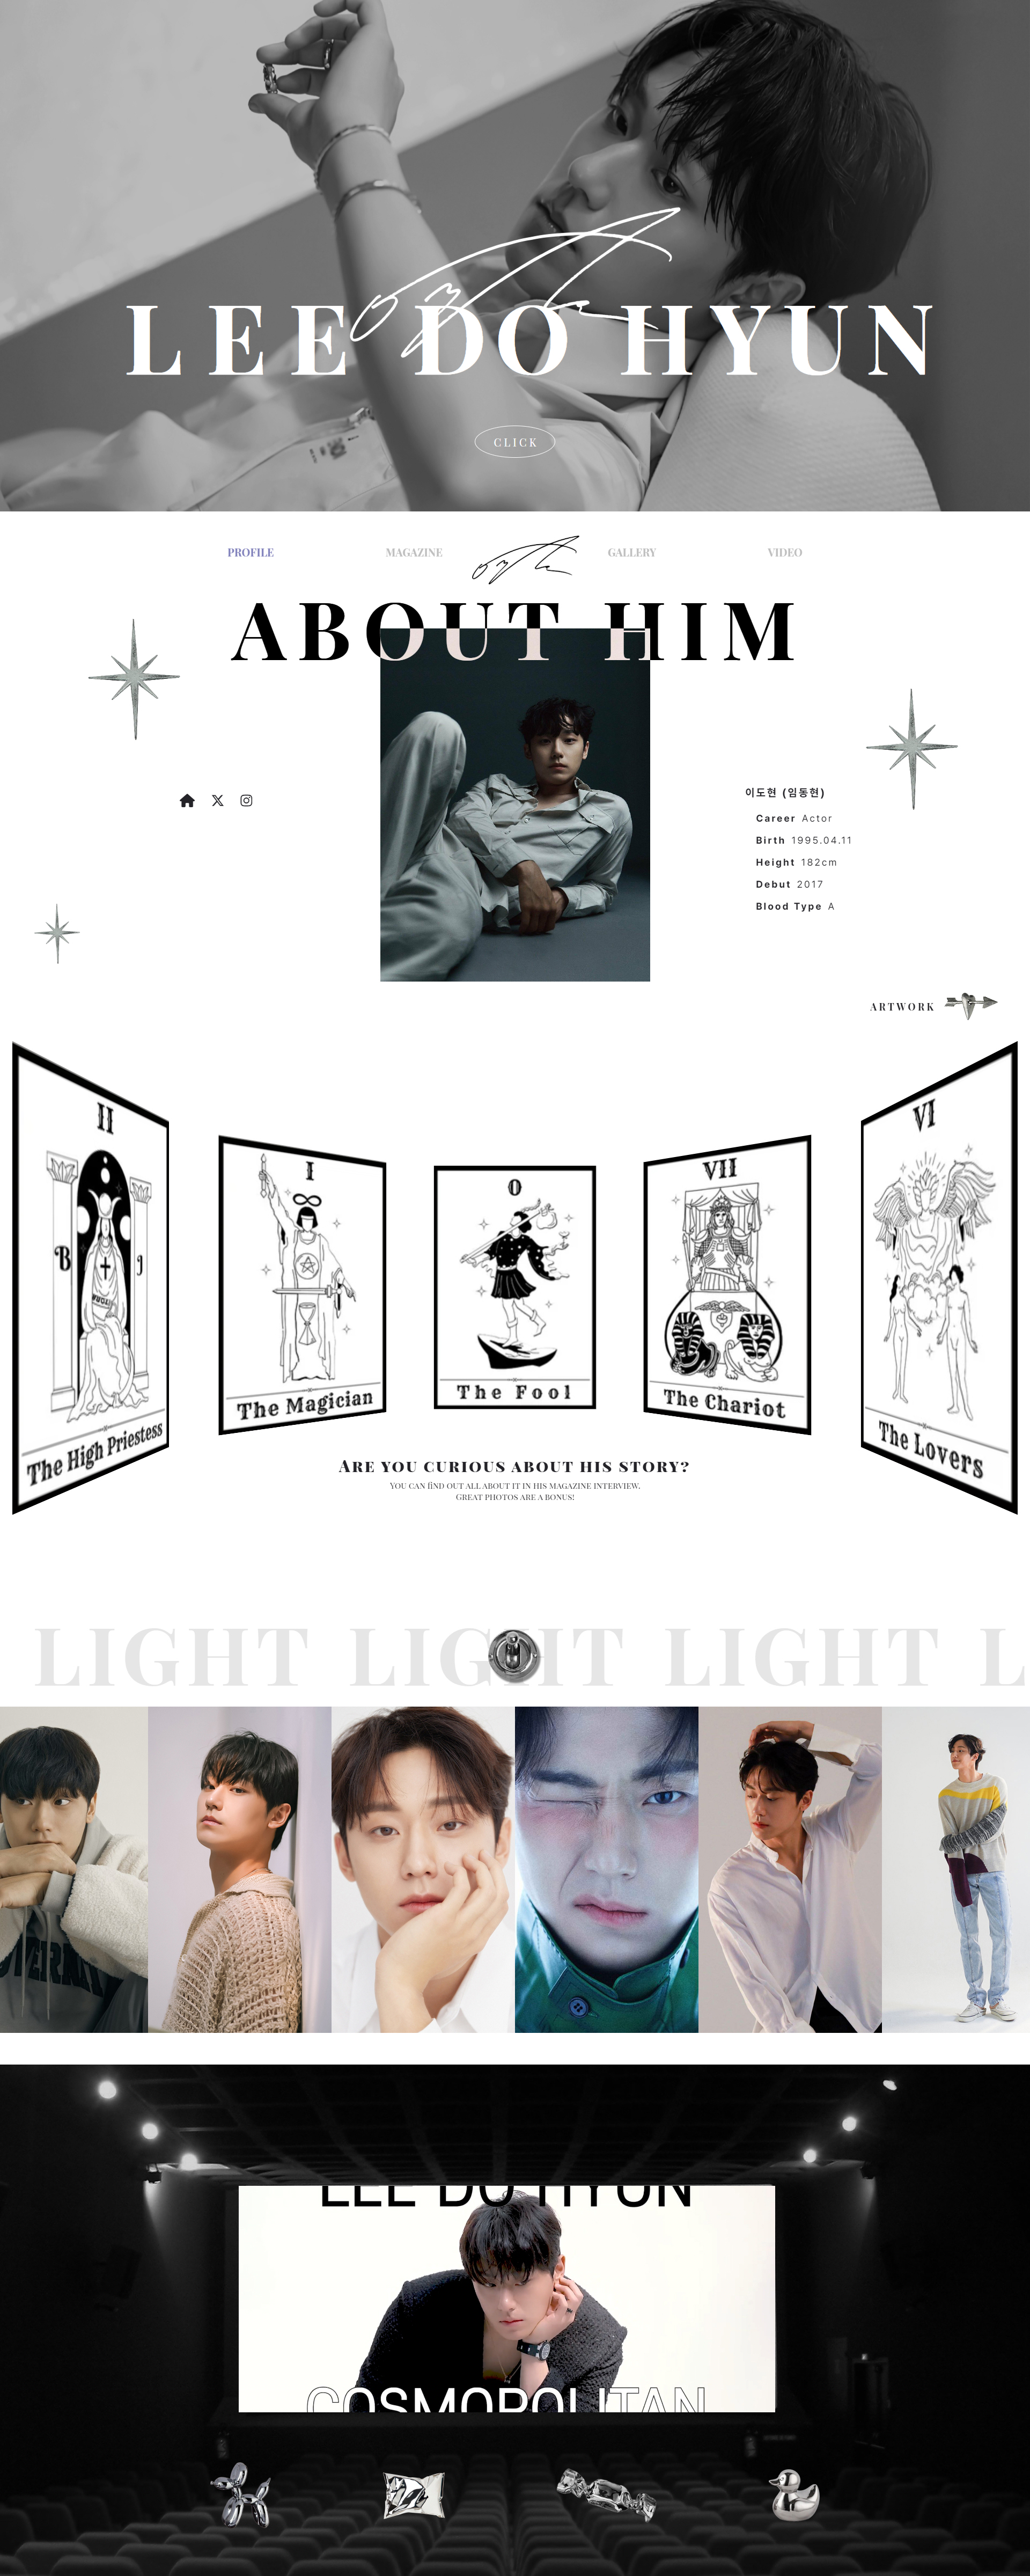 LEE DO HYUN
CLICK
PROFILE
MAGAZINE
GALLERY
VIDEO
ABOUT HIM
이도현 (임동현)
Career Actor
Birth 1995.04.11
Height 182cm
Debut 2017
Blood Type A
ARTWORK
II
B J
The High Priestess
I
The Magician
0
The Fool
VII
The Chariot
VI
The Lovers
ARE YOU CURIOUS ABOUT HIS STORY?
YOU CAN fiND OUT ALL ABOUT IT IN HIS MAGAZINE INTERVIEW.
GREAT PHOTOS ARE A BONUS!
LIGHT LIGHT LIGHT L
LEE DO HYUN
COSMOPOLITAN